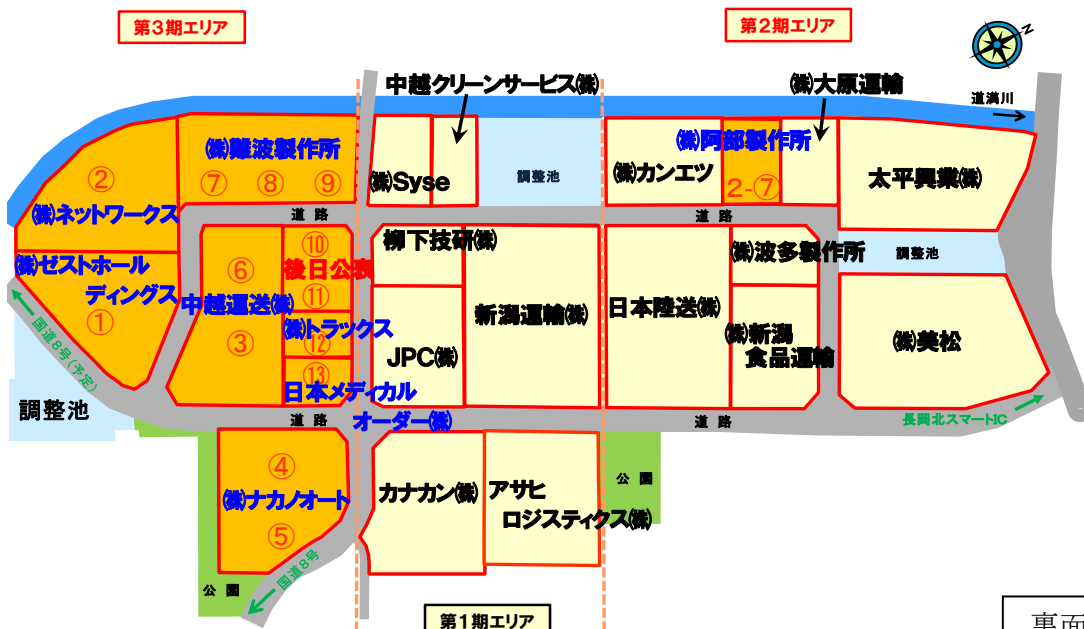 第3期エリア
第2期エリア
N
中越クリーンサービス㈱
㈱大原運輸
道満川
②
㈱ネットワークス
㈱難波製作所
⑦ ⑧ ⑨
㈱Syse
調整池
㈱カンエツ
㈱阿部製作所
2-⑦
太平興業㈱
道路
道路
㈱ゼストホール
ディングス
①
⑥
中越運送㈱
③
⑩
後日公表
⑪
㈱トラックス
⑫
⑬
日本メディカル
オーダー㈱
柳下技研㈱
JPC㈱
新潟運輸㈱
日本陸送㈱
㈱波多製作所
㈱新潟
食品運輸
調整池
㈱美松
国道8号(予定)
調整池
道路
道路
長岡北スマートIC
④
㈱ナカノオート
⑤
カナカン㈱
アサヒ
ロジスティクス㈱
公園
公園
国道8号
第1期エリア
裏面